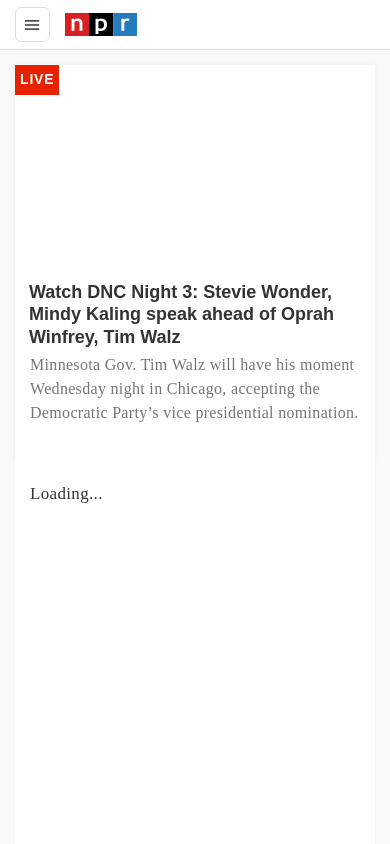 npr
LIVE
Watch DNC Night 3: Stevie Wonder,
Mindy Kaling speak ahead of Oprah
Winfrey, Tim Walz
Minnesota Gov. Tim Walz will have his moment
Wednesday night in Chicago, accepting the
Democratic Party’s vice presidential nomination.
Loading...